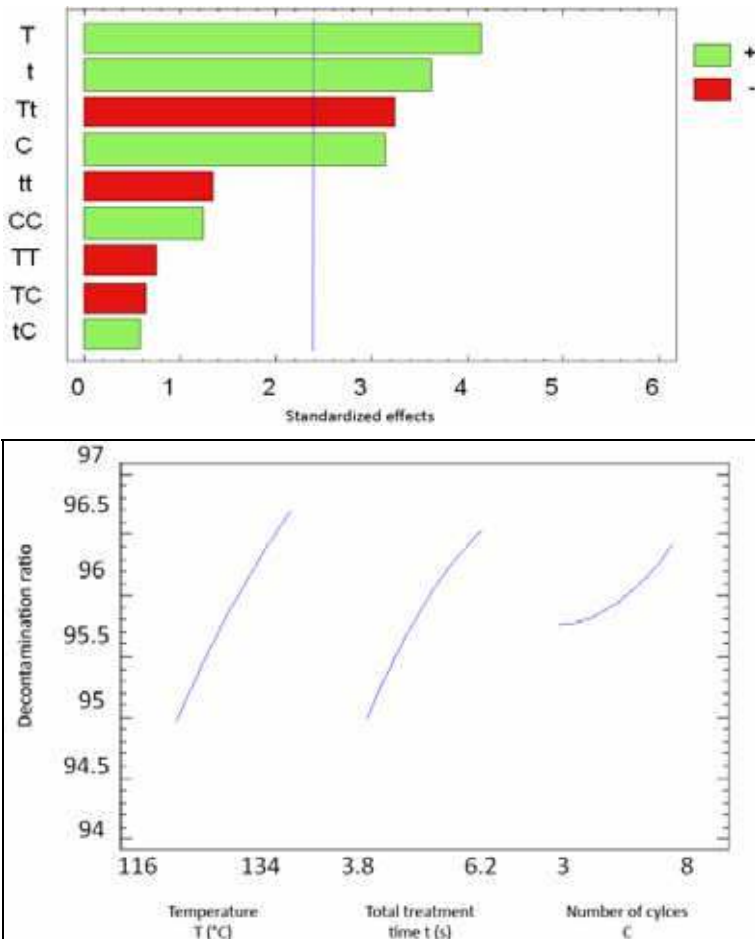 T
t
Tt
C
tt
CC
TT
TC
tC
+
-
0 1 2 3 4 5 6
Standardized effects
97
96.5
96
95.5
95
94.5
94
Decontamination ratio
116 134 3.8 6.2 3 8
Temperature Total treatment Number of cylces
T (°C) time t (s) C